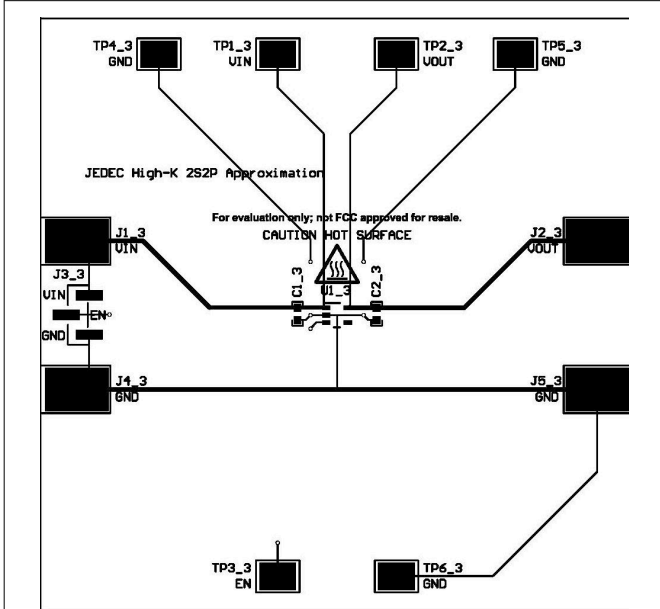 TP4_3
GND
TP1_3
VIN
TP2_3
VOUT
TP5_3
GND
JEDEC High-K 2S2P Approximation
For evaluation only; not FCC approved for resale.
CAUTION HOT SURFACE
J1_3
VIN
J2_3
VOUT
J3_3
VIN
EN
GND
C1_3
U1_3
C2_3
J4_3
GND
J5_3
GND
TP3_3
EN
TP6_3
GND